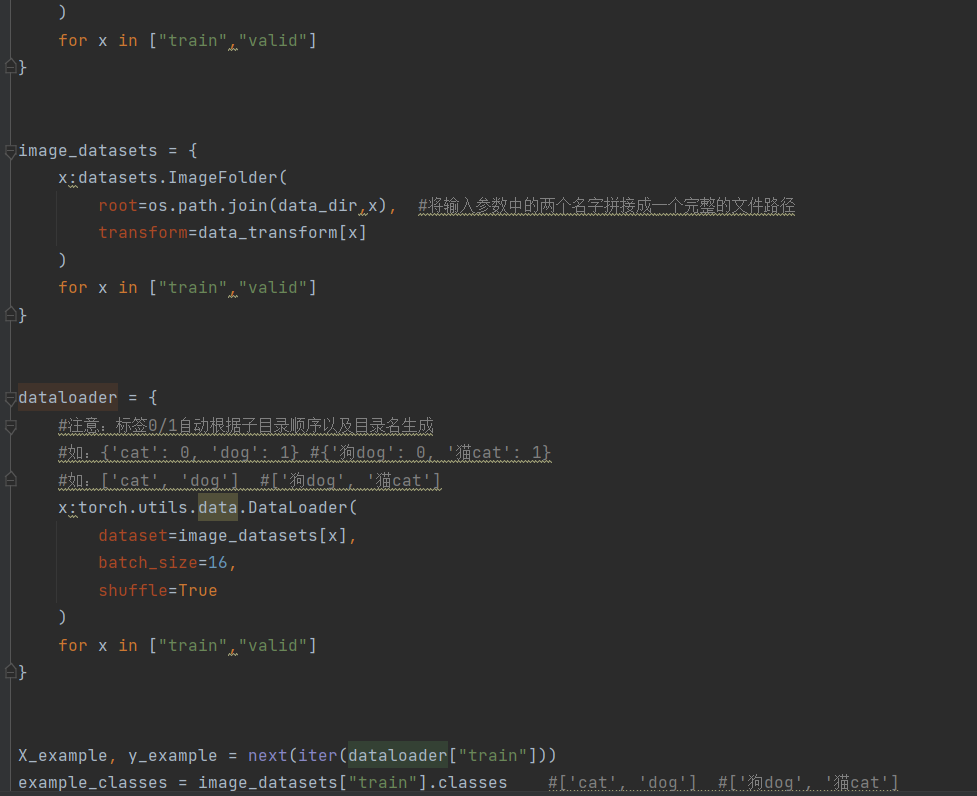 )
    for x in ["train","valid"]
}
image_datasets = {
    x:datasets.ImageFolder(
        root=os.path.join(data_dir,x),  #将输入参数中的两个名字拼接成一个完整的文件路径
        transform=data_transform[x]
    )
    for x in ["train","valid"]
}
dataloader = {
    #注意：标签0/1自动根据子目录顺序以及目录名生成
    #如：{'cat': 0, 'dog': 1} #{'狗dog': 0, '猫cat': 1}
    #如：['cat', 'dog']  #['狗dog', '猫cat']
    x:torch.utils.data.DataLoader(
        dataset=image_datasets[x],
        batch_size=16,
        shuffle=True
    )
    for x in ["train","valid"]
}
X_example, y_example = next(iter(dataloader["train"]))
example_classes = image_datasets["train"].classes    #['cat', 'dog']  #['狗dog', '猫cat']